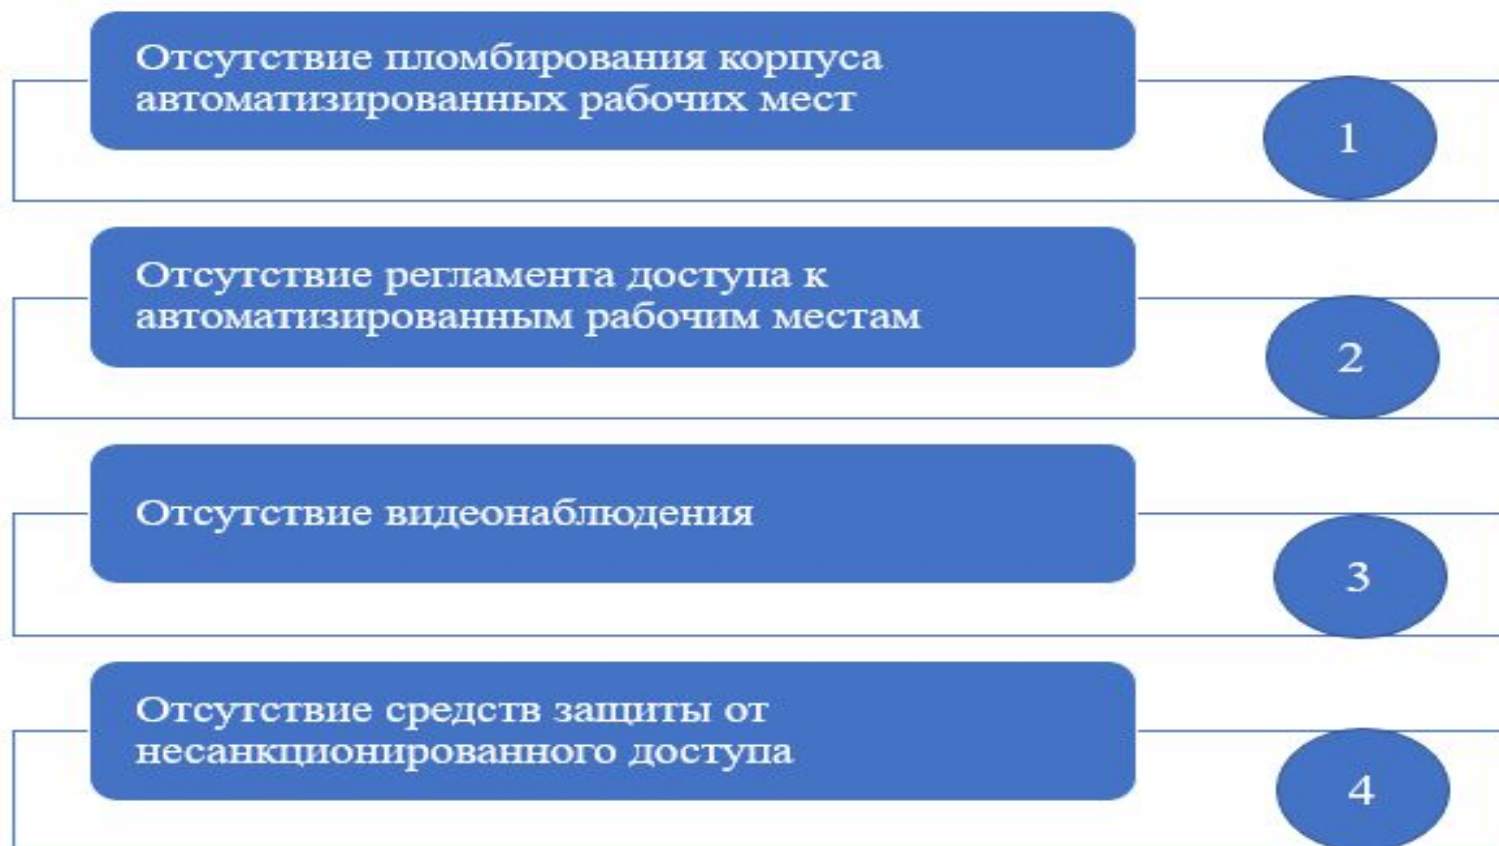 Отсутствие пломбирования корпуса
автоматизированных рабочих мест
1
Отсутствие регламента доступа к
автоматизированным рабочим местам
2
Отсутствие видеонаблюдения
3
Отсутствие средств защиты от
несанкционированного доступа
4